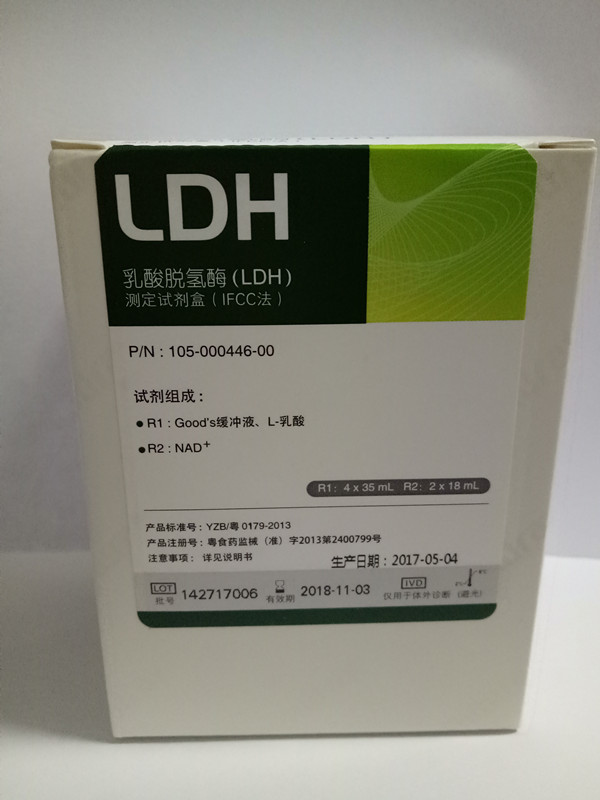 LDH
乳酸脱氢酶(LDH)
测定试剂盒(IFCC法)
P/N : 105-000446-00
试剂组成:
●R1 : Good's缓冲液、L-乳酸
●R2 : NAD+
R1: 4 x 35 mL R2: 2 x 18 mL
产品标准号: YZB/粤 0179-2013
产品注册号: 粤食药监械(准)字2013第2400799号
注意事项: 详见说明书
生产日期: 2017-05-04
LOT 142717006 2018-11-03 IVD
批号 有效期 仅用于体外诊断 (避光)